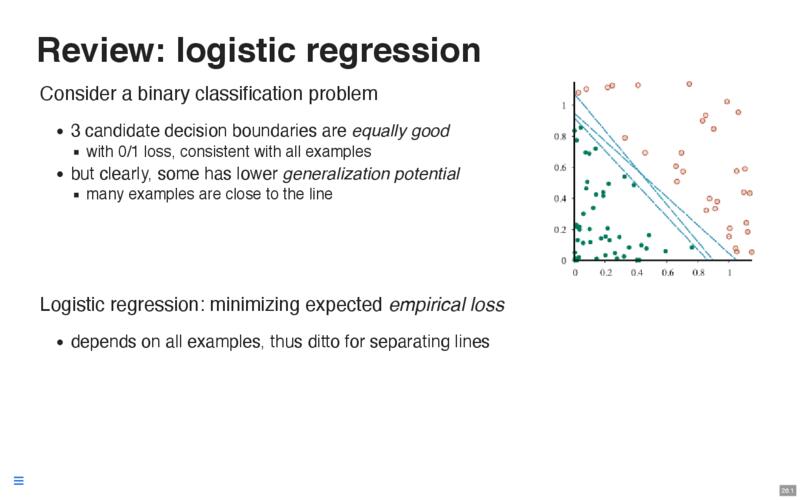 Review: logistic regression
Consider a binary classification problem
• 3 candidate decision boundaries are equally good
▪ with 0/1 loss, consistent with all examples
• but clearly, some has lower generalization potential
▪ many examples are close to the line
1
0.8
0.6
0.4
0.2
0
0 0.2 0.4 0.6 0.8 1
Logistic regression: minimizing expected empirical loss
• depends on all examples, thus ditto for separating lines
26.1